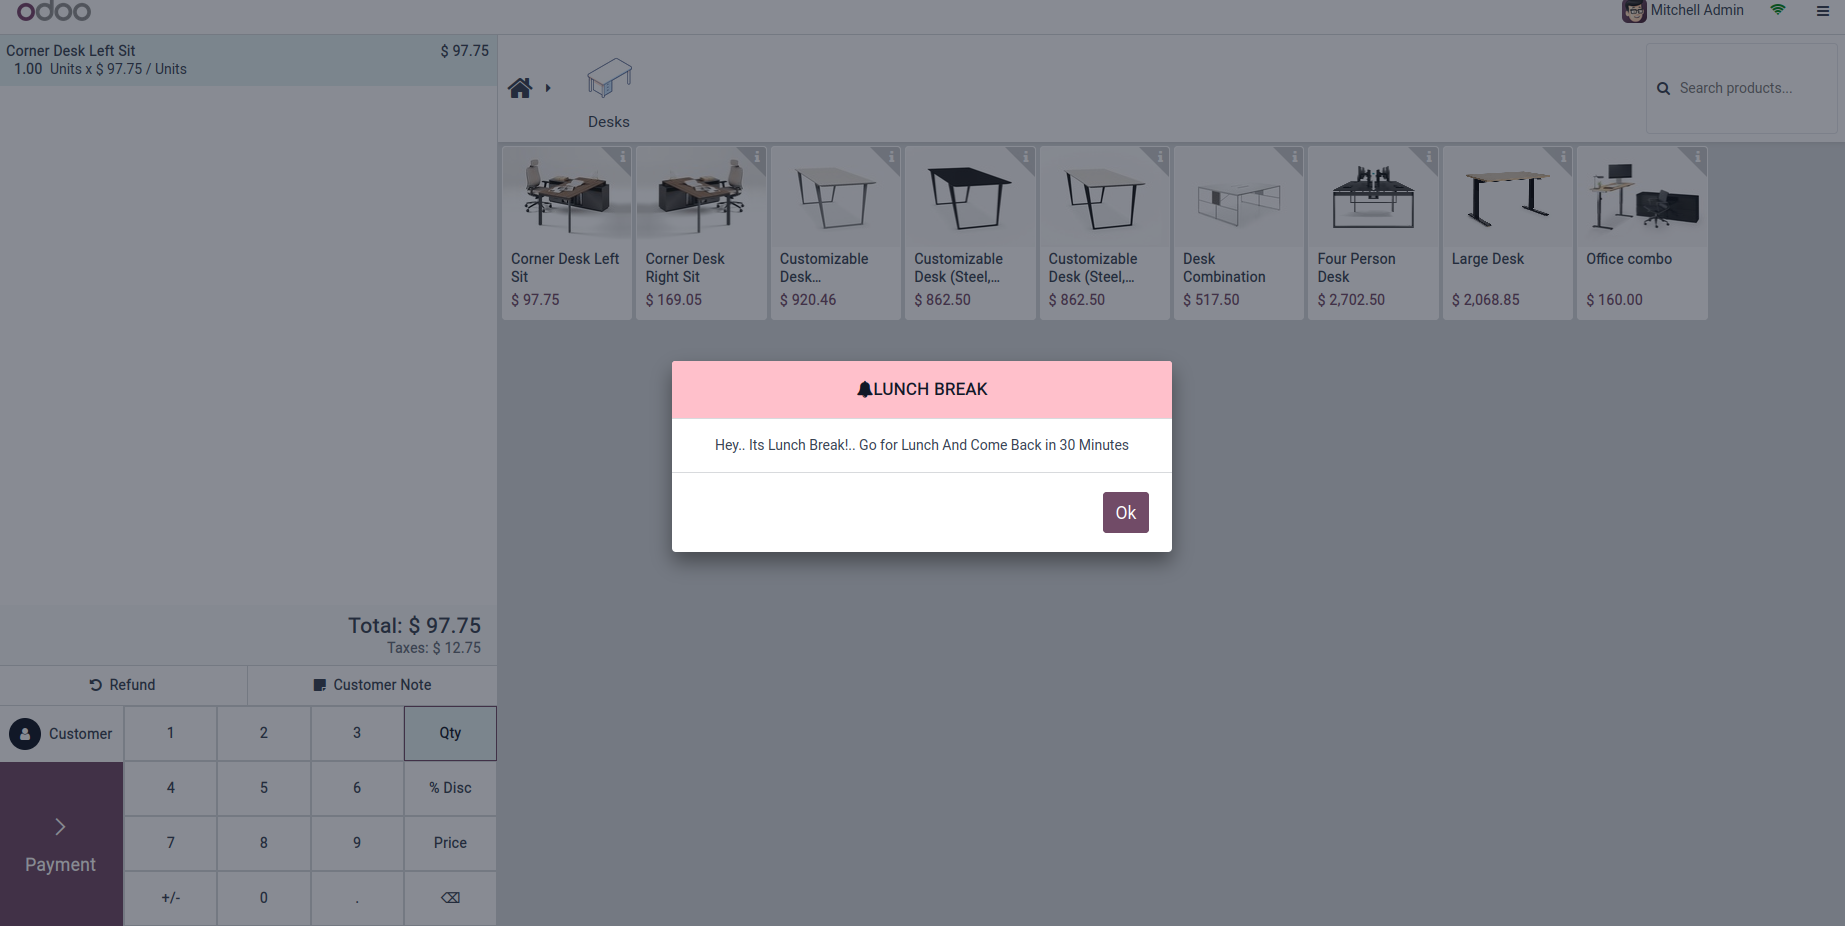 odoo
Mitchell Admin
Corner Desk Left Sit $ 97.75
1.00 Units x $ 97.75 / Units
Desks
Search products...
Corner Desk Left
Sit
$ 97.75
Corner Desk
Right Sit
$ 169.05
Customizable
Desk...
$ 920.46
Customizable
Desk (Steel,...
$ 862.50
Customizable
Desk (Steel,...
$ 862.50
Desk
Combination
$ 517.50
Four Person
Desk
$ 2,702.50
Large Desk
$ 2,068.85
Office combo
$ 160.00
LUNCH BREAK
Hey.. Its Lunch Break!.. Go for Lunch And Come Back in 30 Minutes
Ok
Total: $ 97.75
Taxes: $ 12.75
Refund
Customer Note
Customer
1 2 3 Qty
4 5 6 % Disc
7 8 9 Price
+/- 0 . ⌫
Payment